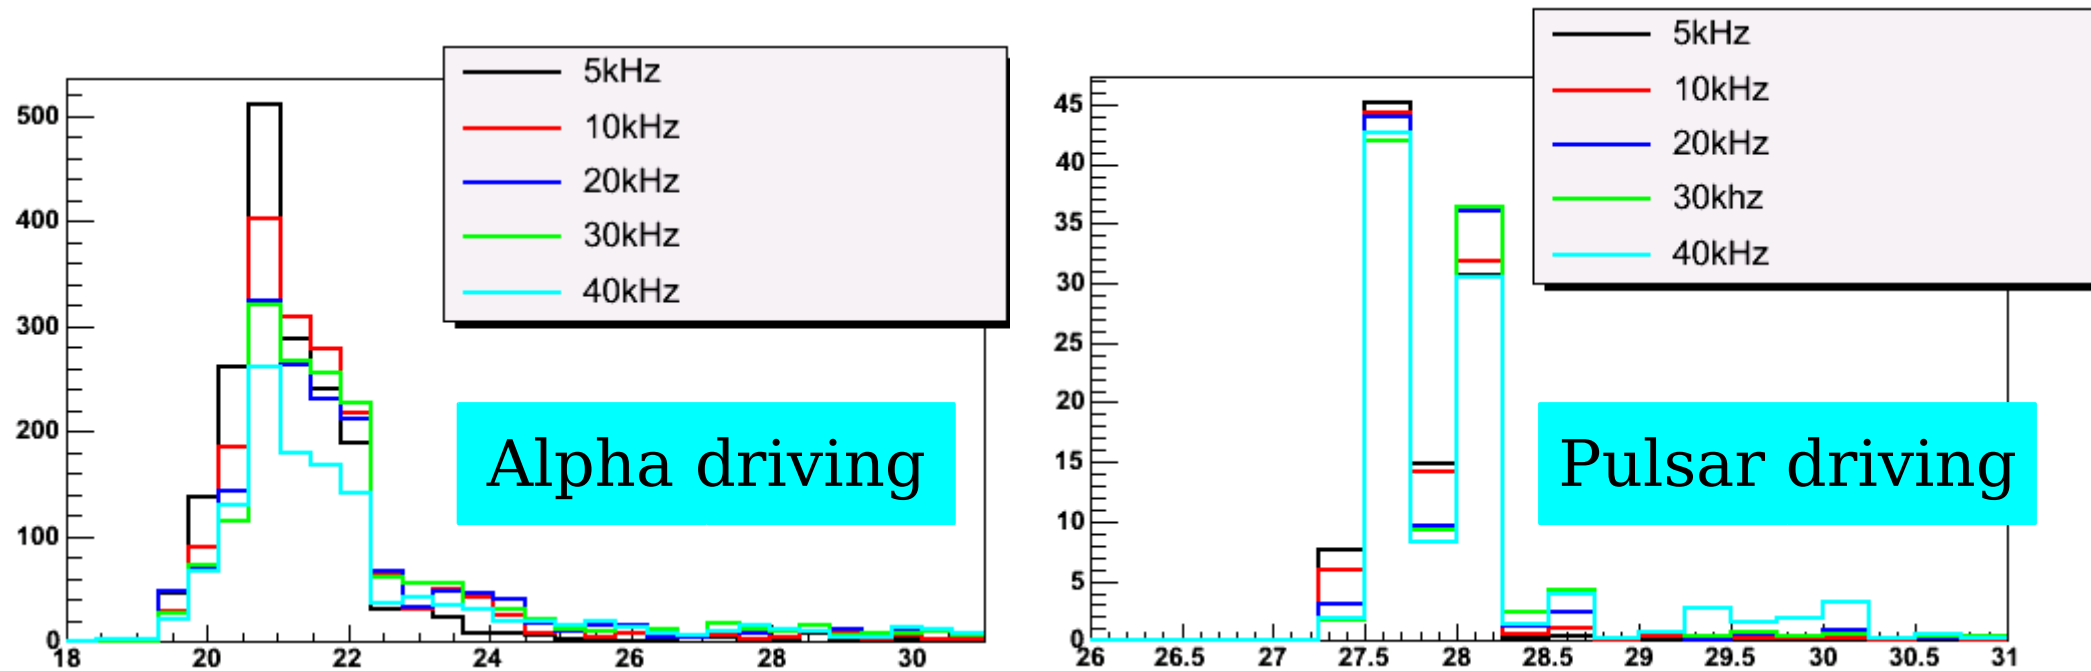 5kHz
10kHz
20kHz
30kHz
40kHz
500
400
300
200
100
0
18 20 22 24 26 28 30
Alpha driving
5kHz
10kHz
20kHz
30khz
40kHz
45
40
35
30
25
20
15
10
5
0
26 26.5 27 27.5 28 28.5 29 29.5 30 30.5 31
Pulsar driving